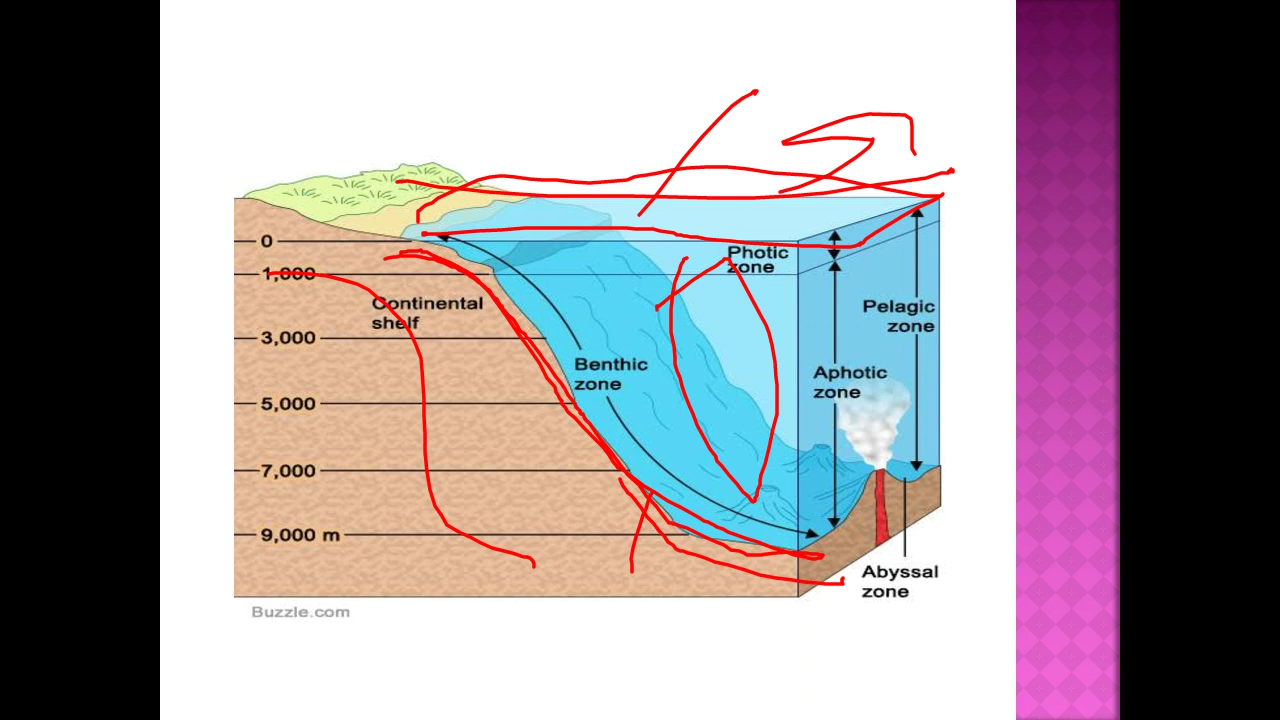 Photic
zone
0
1,000
Continental
shelf
Pelagic
zone
3,000
Benthic
zone
Aphotic
zone
5,000
7,000
9,000 m
Abyssal
zone
Buzzle.com